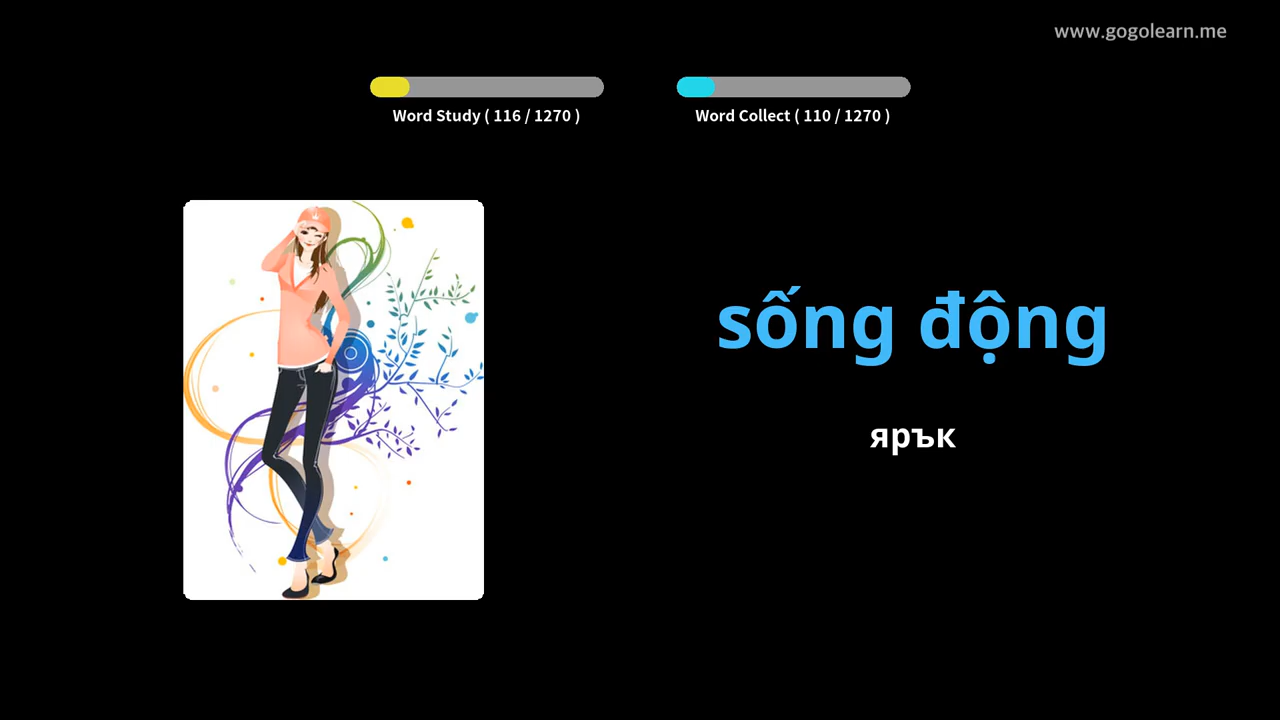 www.gogolearn.me
Word Study ( 116 / 1270 )
Word Collect ( 110 / 1270 )
sống động
ярък